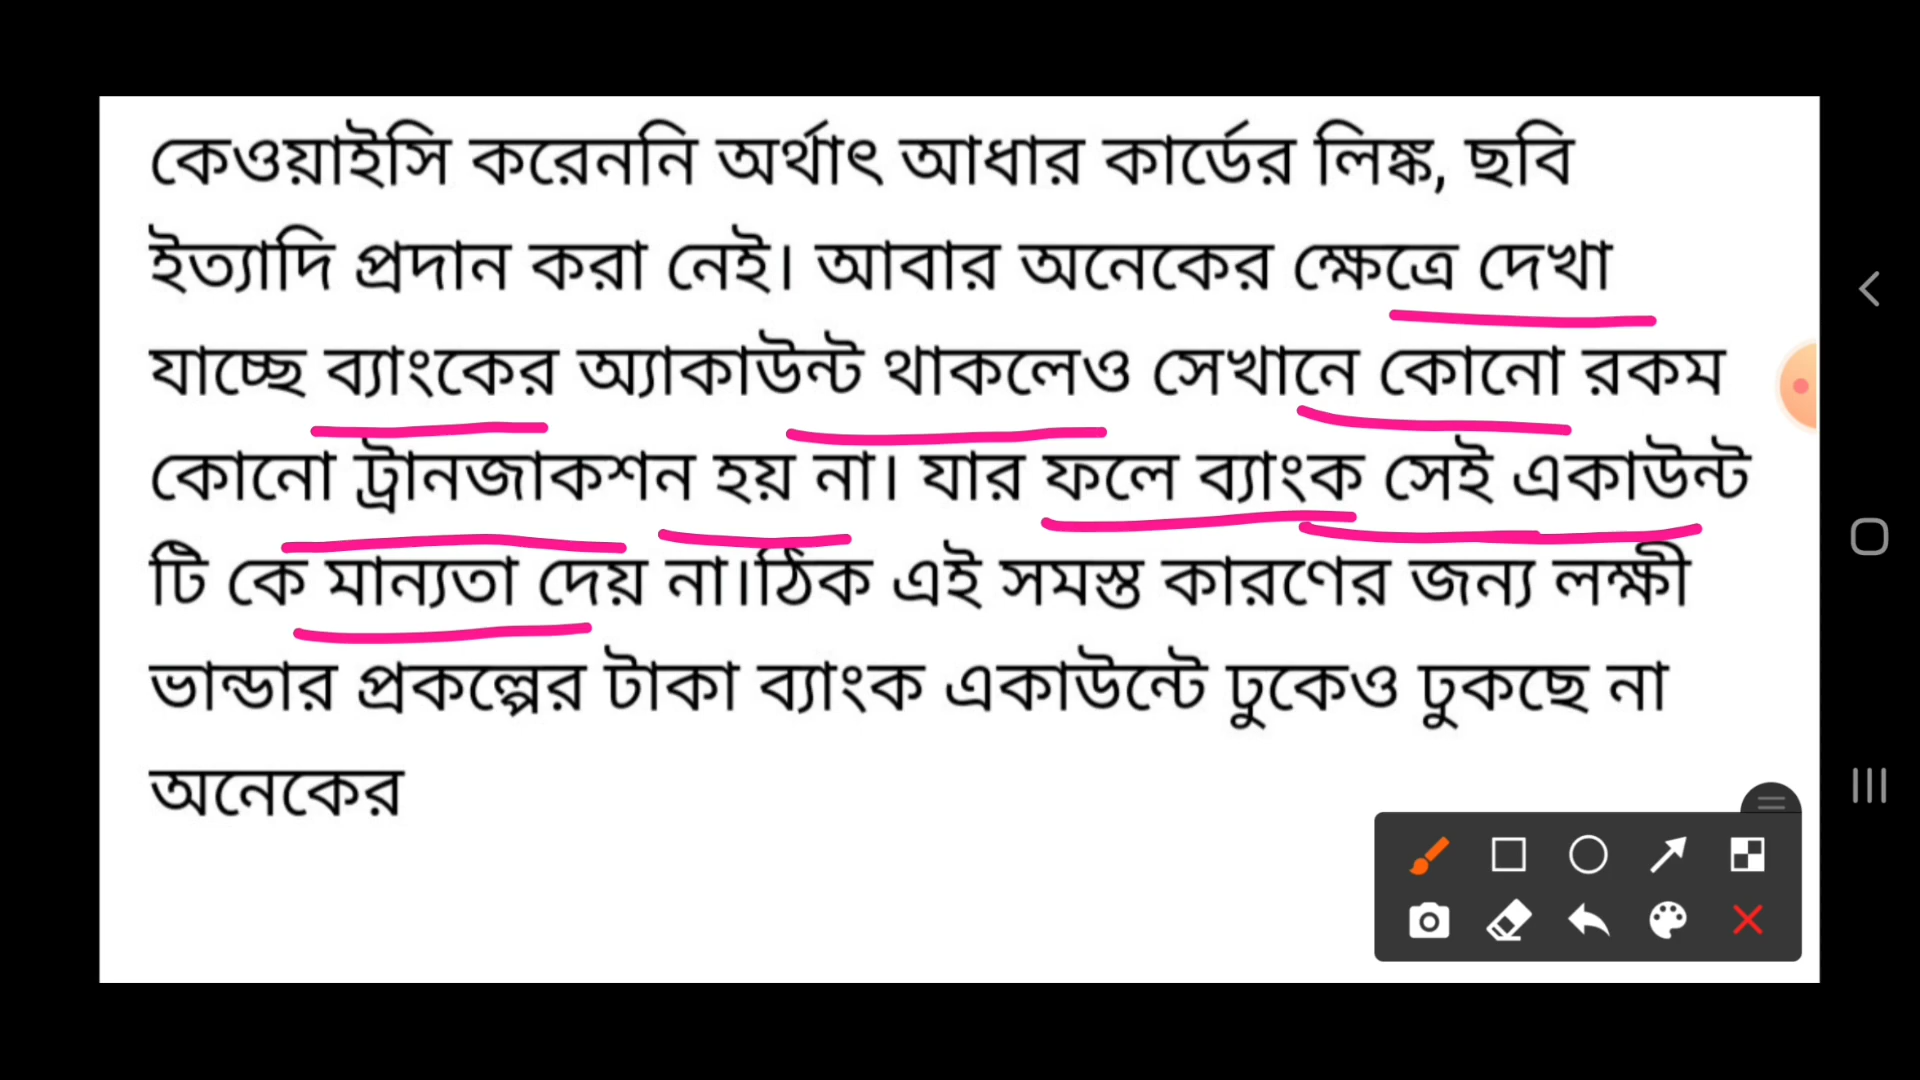 কেওয়াইসি করেননি অর্থাৎ আধার কার্ডের লিঙ্ক, ছবি
ইত্যাদি প্রদান করা নেই। আবার অনেকের ক্ষেত্রে দেখা
যাচ্ছে ব্যাংকের অ্যাকাউন্ট থাকলেও সেখানে কোনো রকম
কোনো ট্রানজাকশন হয় না। যার ফলে ব্যাংক সেই একাউন্ট
টি কে মান্যতা দেয় না।ঠিক এই সমস্ত কারণের জন্য লক্ষী
ভান্ডার প্রকল্পের টাকা ব্যাংক একাউন্টে ঢুকেও ঢুকছে না
অনেকের